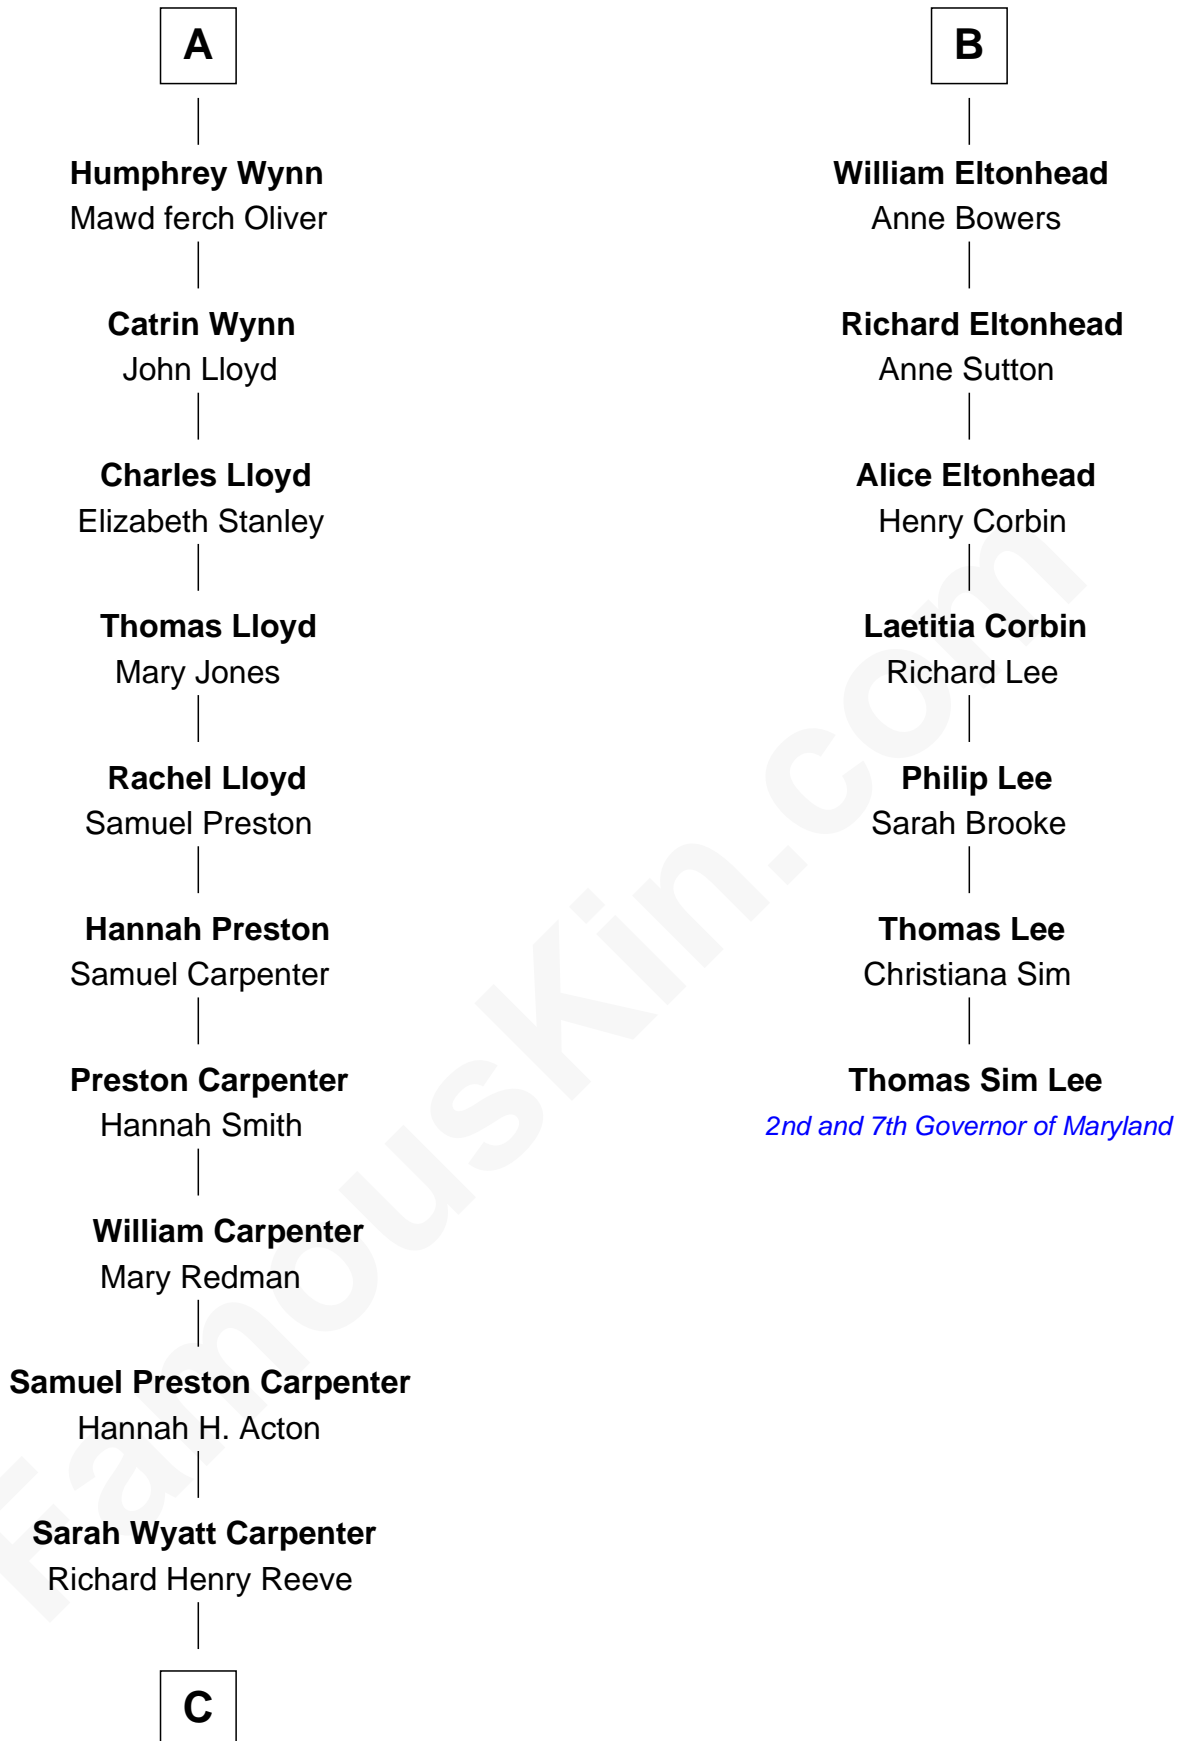 A
Humphrey Wynn
Mawd ferch Oliver
Catrin Wynn
John Lloyd
Charles Lloyd
Elizabeth Stanley
Thomas Lloyd
Mary Jones
Rachel Lloyd
Samuel Preston
Hannah Preston
Samuel Carpenter
Preston Carpenter
Hannah Smith
William Carpenter
Mary Redman
Samuel Preston Carpenter
Hannah H. Acton
Sarah Wyatt Carpenter
Richard Henry Reeve
C
B
William Eltonhead
Anne Bowers
Richard Eltonhead
Anne Sutton
Alice Eltonhead
Henry Corbin
Laetitia Corbin
Richard Lee
Philip Lee
Sarah Brooke
Thomas Lee
Christiana Sim
Thomas Sim Lee
2nd and 7th Governor of Maryland
FamousKin.com